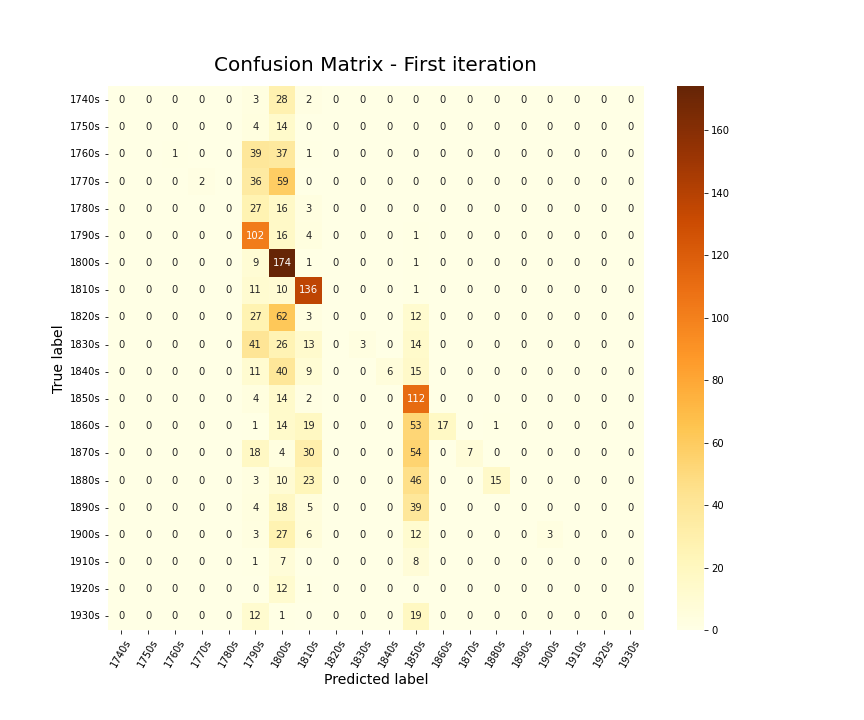 Confusion Matrix - First iteration
True label
1740s 0 0 0 0 0 3 28 2 0 0 0 0 0 0 0 0 0 0 0 0
1750s 0 0 0 0 0 4 14 0 0 0 0 0 0 0 0 0 0 0 0 0
1760s 0 0 1 0 0 39 37 1 0 0 0 0 0 0 0 0 0 0 0 0
1770s 0 0 0 2 0 36 59 0 0 0 0 0 0 0 0 0 0 0 0 0
1780s 0 0 0 0 0 27 16 3 0 0 0 0 0 0 0 0 0 0 0 0
1790s 0 0 0 0 0 102 16 4 0 0 0 1 0 0 0 0 0 0 0 0
1800s 0 0 0 0 0 9 174 1 0 0 0 1 0 0 0 0 0 0 0 0
1810s 0 0 0 0 0 11 10 136 0 0 0 1 0 0 0 0 0 0 0 0
1820s 0 0 0 0 0 27 62 3 0 0 0 12 0 0 0 0 0 0 0 0
1830s 0 0 0 0 0 41 26 13 0 3 0 14 0 0 0 0 0 0 0 0
1840s 0 0 0 0 0 11 40 9 0 0 6 15 0 0 0 0 0 0 0 0
1850s 0 0 0 0 0 4 14 2 0 0 0 112 0 0 0 0 0 0 0 0
1860s 0 0 0 0 0 1 14 19 0 0 0 53 17 0 1 0 0 0 0 0
1870s 0 0 0 0 0 18 4 30 0 0 0 54 0 7 0 0 0 0 0 0
1880s 0 0 0 0 0 3 10 23 0 0 0 46 0 0 15 0 0 0 0 0
1890s 0 0 0 0 0 4 18 5 0 0 0 39 0 0 0 0 0 0 0 0
1900s 0 0 0 0 0 3 27 6 0 0 0 12 0 0 0 0 3 0 0 0
1910s 0 0 0 0 0 1 7 0 0 0 0 8 0 0 0 0 0 0 0 0
1920s 0 0 0 0 0 0 12 1 0 0 0 0 0 0 0 0 0 0 0 0
1930s 0 0 0 0 0 12 1 0 0 0 0 19 0 0 0 0 0 0 0 0
1740s 1750s 1760s 1770s 1780s 1790s 1800s 1810s 1820s 1830s 1840s 1850s 1860s 1870s 1880s 1890s 1900s 1910s 1920s 1930s
Predicted label
160
140
120
100
80
60
40
20
0